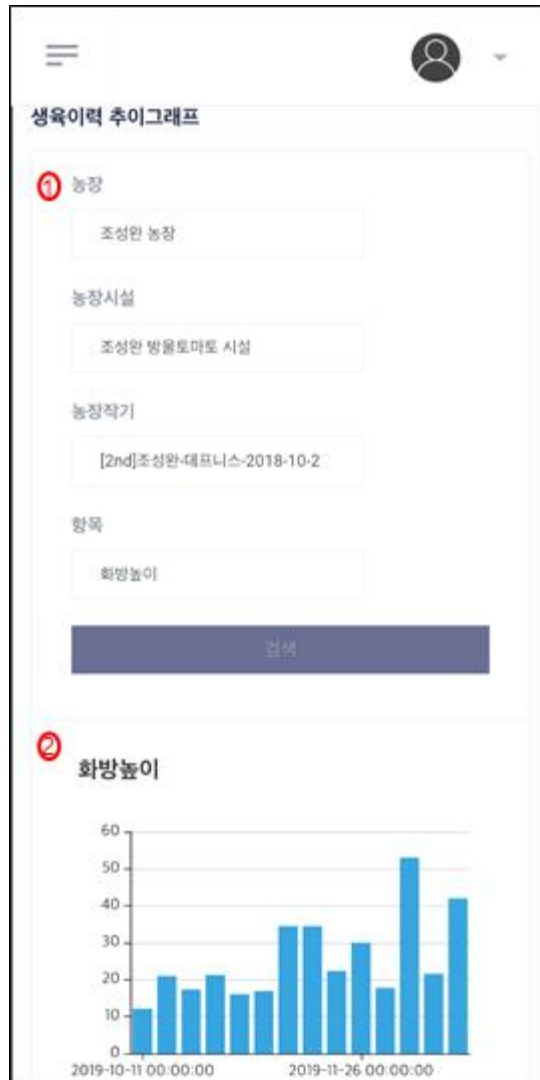 생육이력 추이그래프
① 농장
조성완 농장
농장시설
조성완 방울토마토 시설
농장작기
[2nd]조성완-대프니스-2018-10-2
항목
화방높이
검색
②
화방높이
60
50
40
30
20
10
0
2019-10-11 00:00:00 2019-11-26 00:00:00